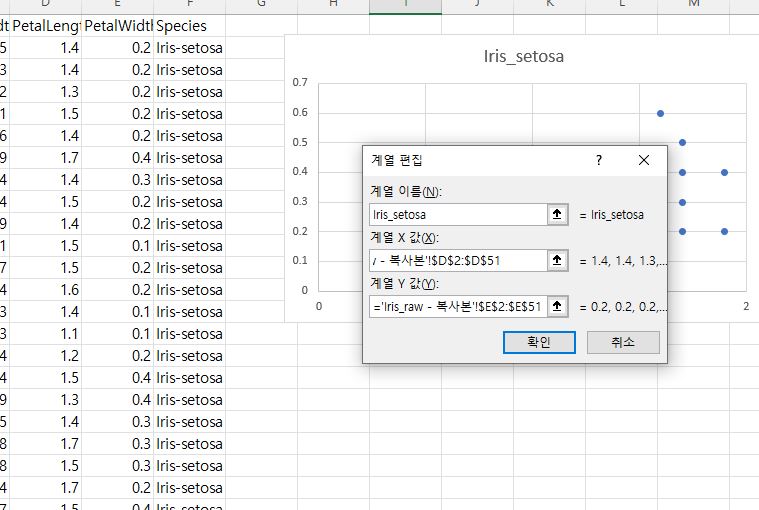 D E F G H I J K L M
dt PetalLengt PetalWidth Species
5 1.4 0.2 Iris-setosa
3 1.4 0.2 Iris-setosa
2 1.3 0.2 Iris-setosa
1 1.5 0.2 Iris-setosa
6 1.4 0.2 Iris-setosa
9 1.7 0.4 Iris-setosa
4 1.4 0.3 Iris-setosa
4 1.5 0.2 Iris-setosa
9 1.4 0.2 Iris-setosa
1 1.5 0.1 Iris-setosa
7 1.5 0.2 Iris-setosa
4 1.6 0.2 Iris-setosa
3 1.4 0.1 Iris-setosa
3 1.1 0.1 Iris-setosa
4 1.2 0.2 Iris-setosa
4 1.5 0.4 Iris-setosa
9 1.3 0.4 Iris-setosa
5 1.4 0.3 Iris-setosa
8 1.7 0.3 Iris-setosa
8 1.5 0.3 Iris-setosa
4 1.7 0.2 Iris-setosa
7 1.5 0.4 Iris-setosa
Iris_setosa
0.7
0.6
0.5
0.4
0.3
0.2
0.1
0
0 2
계열 편집 ?
계열 이름(N):
Iris_setosa = Iris_setosa
계열 X 값(X):
- 복사본'!$D$2:$D$51 = 1.4, 1.4, 1.3,...
계열 Y 값(Y):
='Iris_raw - 복사본'!$E$2:$E$51 = 0.2, 0.2, 0.2,...
확인 취소